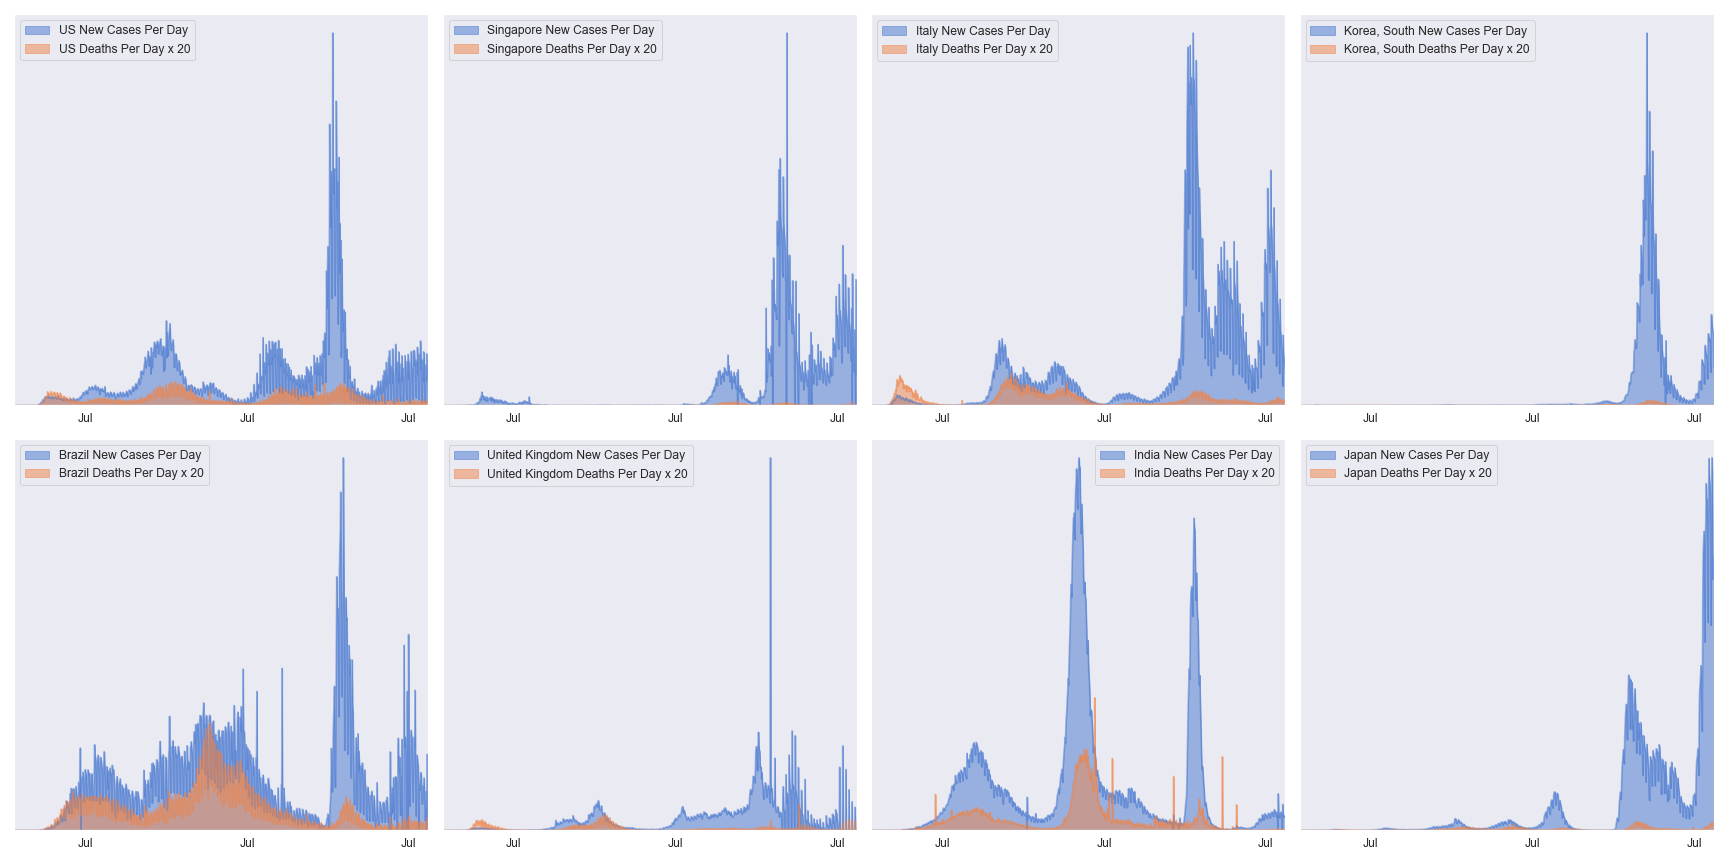 US New Cases Per Day
US Deaths Per Day x 20
Jul Jul Jul
Singapore New Cases Per Day
Singapore Deaths Per Day x 20
Jul Jul Jul
Italy New Cases Per Day
Italy Deaths Per Day x 20
Jul Jul Jul
Korea, South New Cases Per Day
Korea, South Deaths Per Day x 20
Jul Jul Jul
Brazil New Cases Per Day
Brazil Deaths Per Day x 20
Jul Jul Jul
United Kingdom New Cases Per Day
United Kingdom Deaths Per Day x 20
Jul Jul Jul
India New Cases Per Day
India Deaths Per Day x 20
Jul Jul Jul
Japan New Cases Per Day
Japan Deaths Per Day x 20
Jul Jul Jul